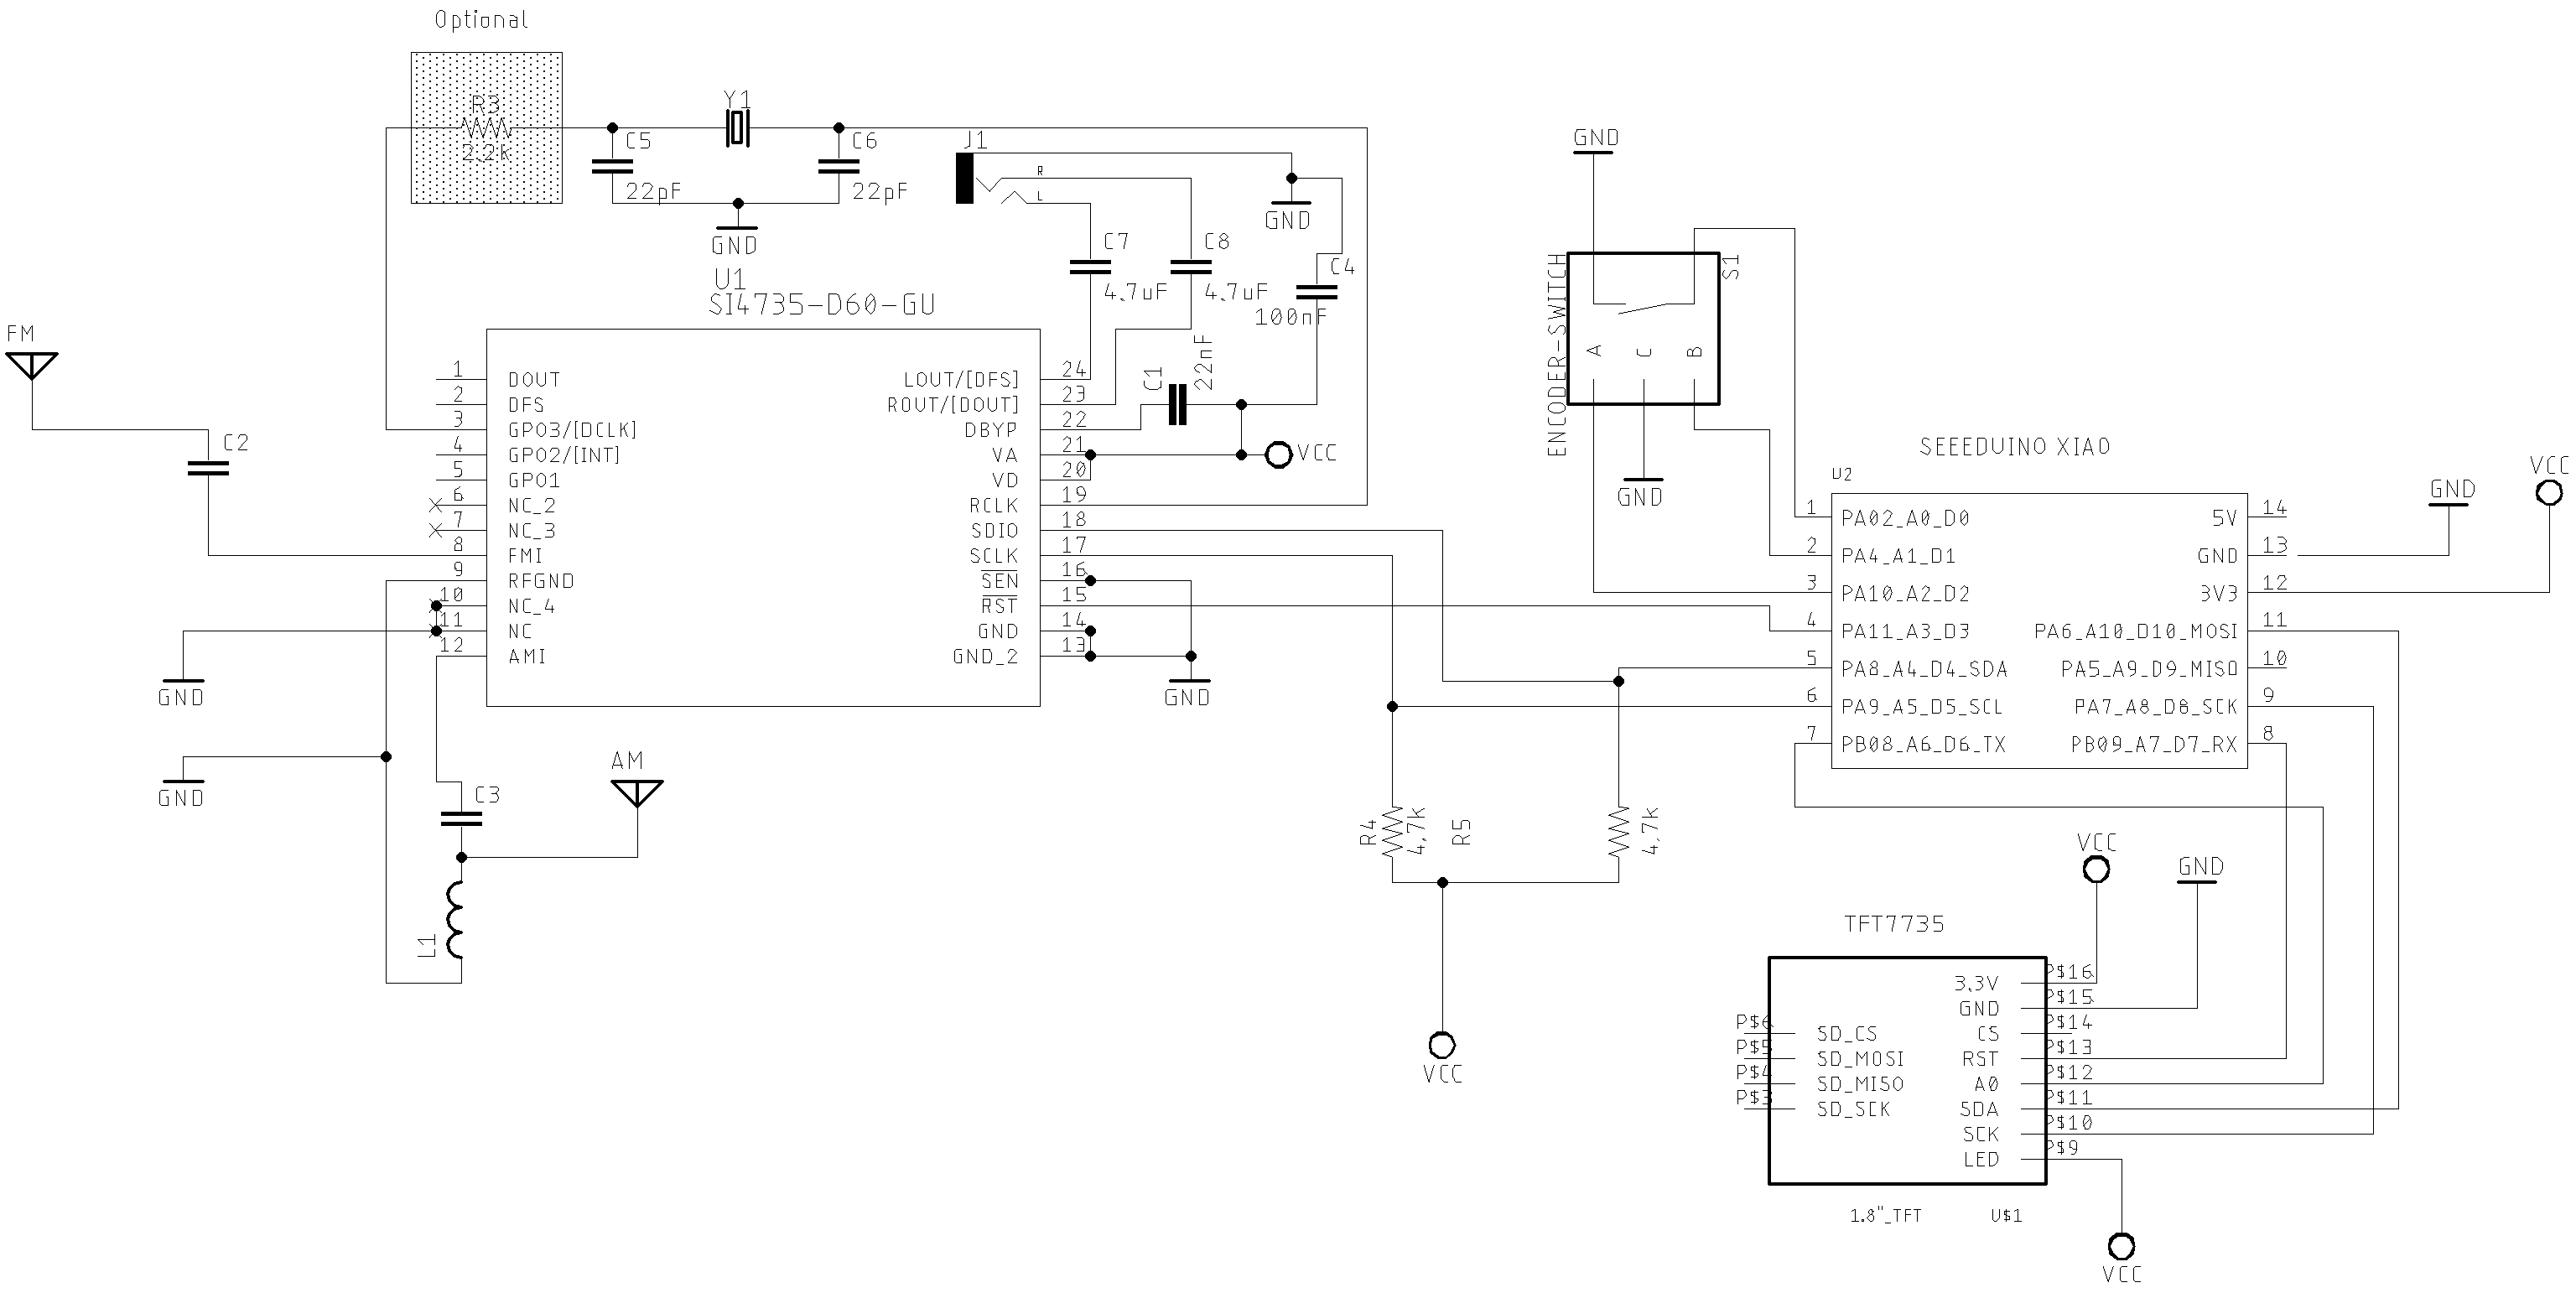 Optional
R3
2.2k
C5
22pF
Y1
C6
22pF
GND
J1
R
L
GND
C7
4.7uF
C8
4.7uF
C4
100nF
C1
22nF
VCC
U1
SI4735-D60-GU
1 DOUT
2 DFS
3 GPO3/[DCLK]
4 GPO2/[INT]
5 GPO1
6 NC_2
7 NC_3
8 FMI
9 RFGND
10 NC_4
11 NC
12 AMI
LOUT/[DFS] 24
ROUT/[DOUT] 23
DBYP 22
VA 21
VD 20
RCLK 19
SDIO 18
SCLK 17
SEN 16
RST 15
GND 14
GND_2 13
GND
FM
C2
GND
GND
C3
AM
L1
GND
ENCODER-SWITCH
S1
A
C
B
GND
SEEEDUINO XIAO
U2
1 PA02_A0_D0
2 PA4_A1_D1
3 PA10_A2_D2
4 PA11_A3_D3
5 PA8_A4_D4_SDA
6 PA9_A5_D5_SCL
7 PB08_A6_D6_TX
5V 14
GND 13
3V3 12
PA6_A10_D10_MOSI 11
PA5_A9_D9_MISO 10
PA7_A8_D8_SCK 9
PB09_A7_D7_RX 8
GND
VCC
R4
4.7k
R5
4.7k
VCC
VCC
GND
TFT7735
P$6 SD_CS
P$5 SD_MOSI
P$4 SD_MISO
P$3 SD_SCK
3.3V P$16
GND P$15
CS P$14
RST P$13
A0 P$12
SDA P$11
SCK P$10
LED P$9
1.8"_TFT
U$1
VCC